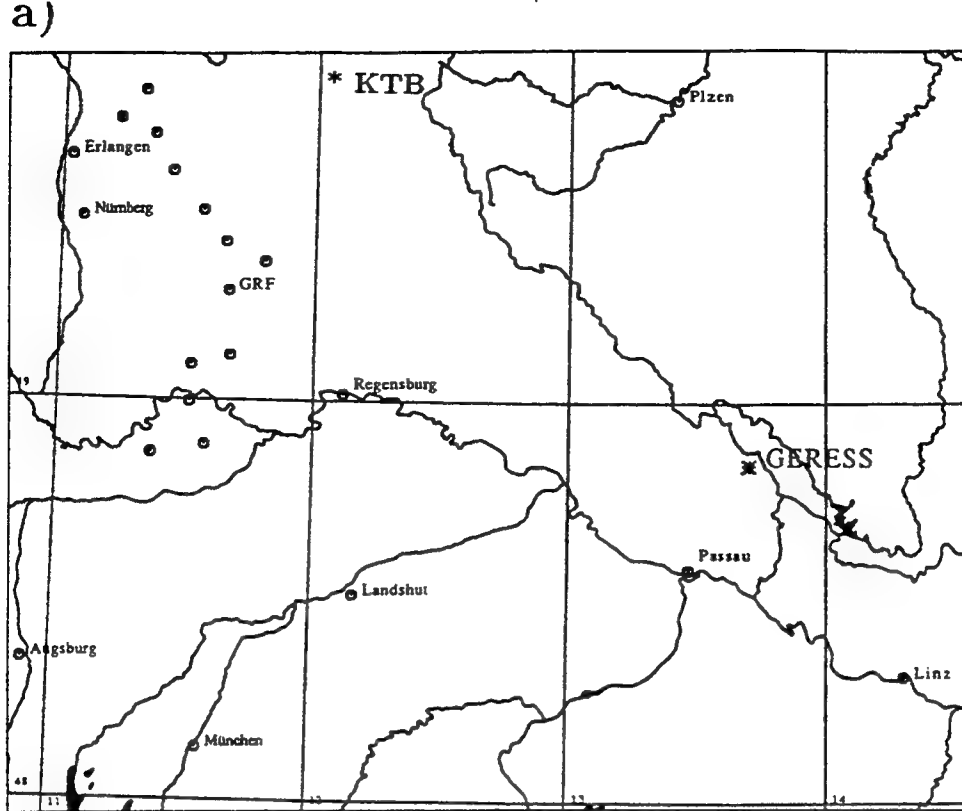 a)
* KTB
Plzen
Erlangen
Nürnberg
GRF
49
Regensburg
GERESS
Passau
Landshut
Augsburg
Linz
München
48
11
12
13
14